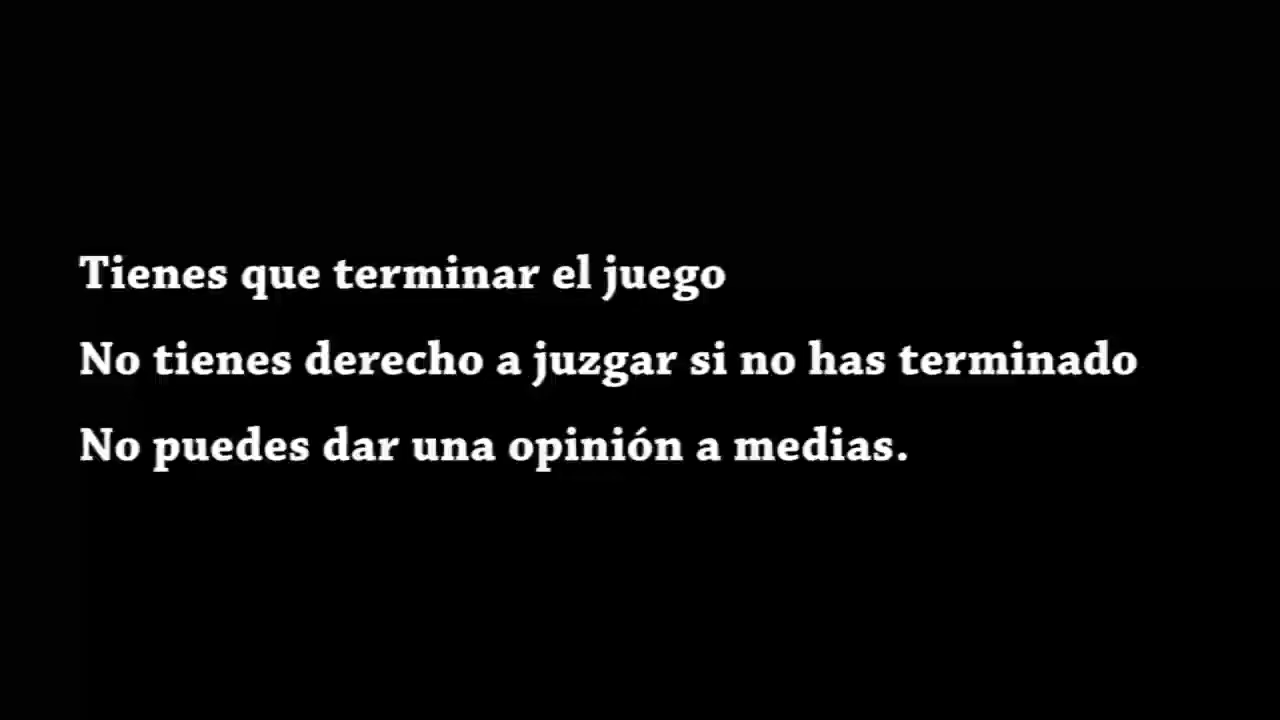 Tienes que terminar el juego
No tienes derecho a juzgar si no has terminado
No puedes dar una opinión a medias.